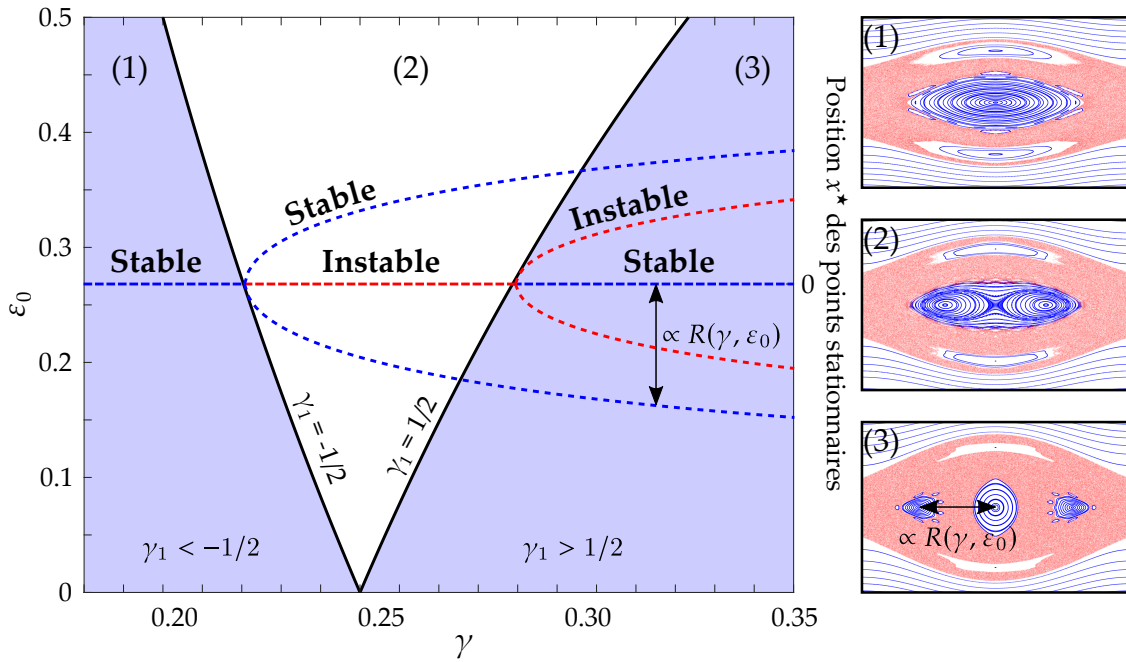 0.5
0.4
0.3
0.2
0.1
0
ε₀
(1)
(2)
(3)
Stable
Stable
Instable
Instable
Stable
0
∝ R(γ, ε₀)
γ₁ = -1/2
γ₁ = 1/2
γ₁ < −1/2
γ₁ > 1/2
0.20
0.25
0.30
0.35
γ
Position x★ des points stationnaires
(1)
(2)
(3)
∝ R(γ, ε₀)